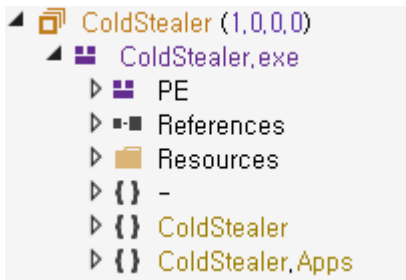 ColdStealer (1.0.0.0)
ColdStealer.exe
PE
References
Resources
{ } -
{ } ColdStealer
{ } ColdStealer.Apps